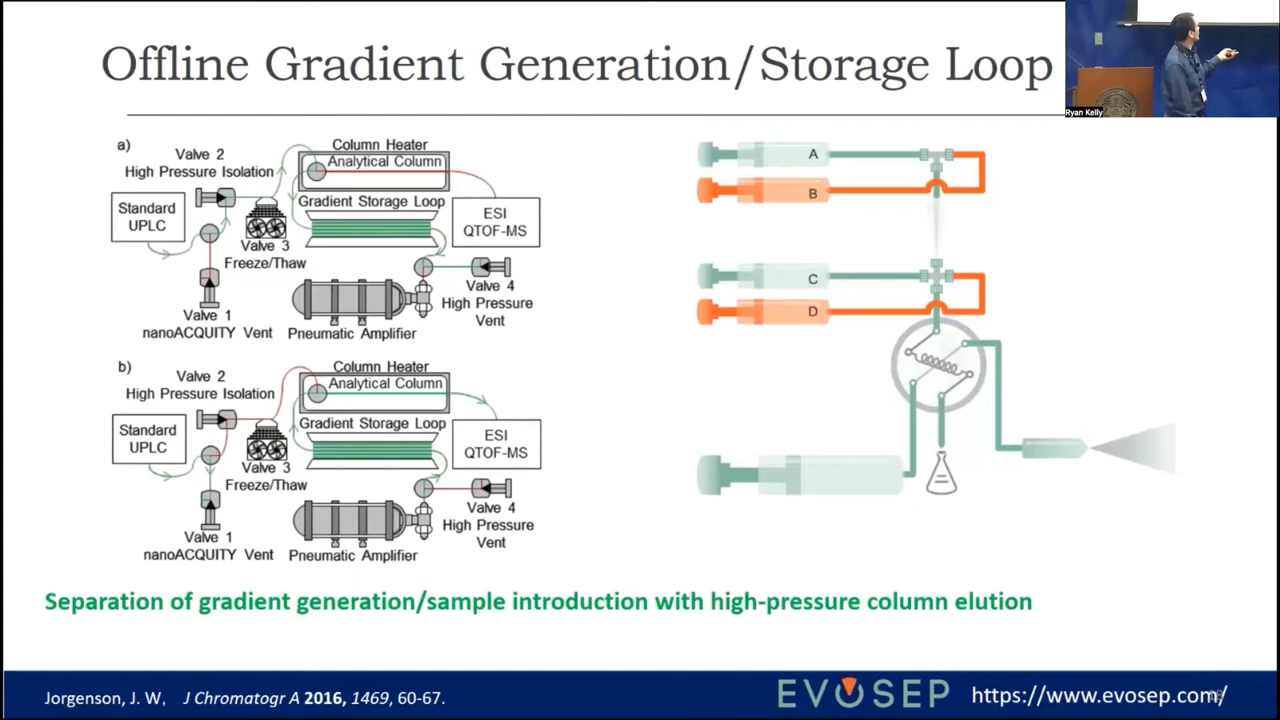 Offline Gradient Generation/Storage Loop
Ryan Kelly
a)
Valve 2
High Pressure Isolation
Standard
UPLC
Valve 3
Freeze/Thaw
Valve 1
nanoACQUITY Vent
Column Heater
Analytical Column
Gradient Storage Loop
ESI
QTOF-MS
Valve 4
High Pressure
Vent
Pneumatic Amplifier
b)
Valve 2
High Pressure Isolation
Standard
UPLC
Valve 3
Freeze/Thaw
Valve 1
nanoACQUITY Vent
Column Heater
Analytical Column
Gradient Storage Loop
ESI
QTOF-MS
Valve 4
High Pressure
Vent
Pneumatic Amplifier
A
B
C
D
Separation of gradient generation/sample introduction with high-pressure column elution
Jorgenson, J. W, J Chromatogr A 2016, 1469, 60-67.
EVOSEP
https://www.evosep.com/